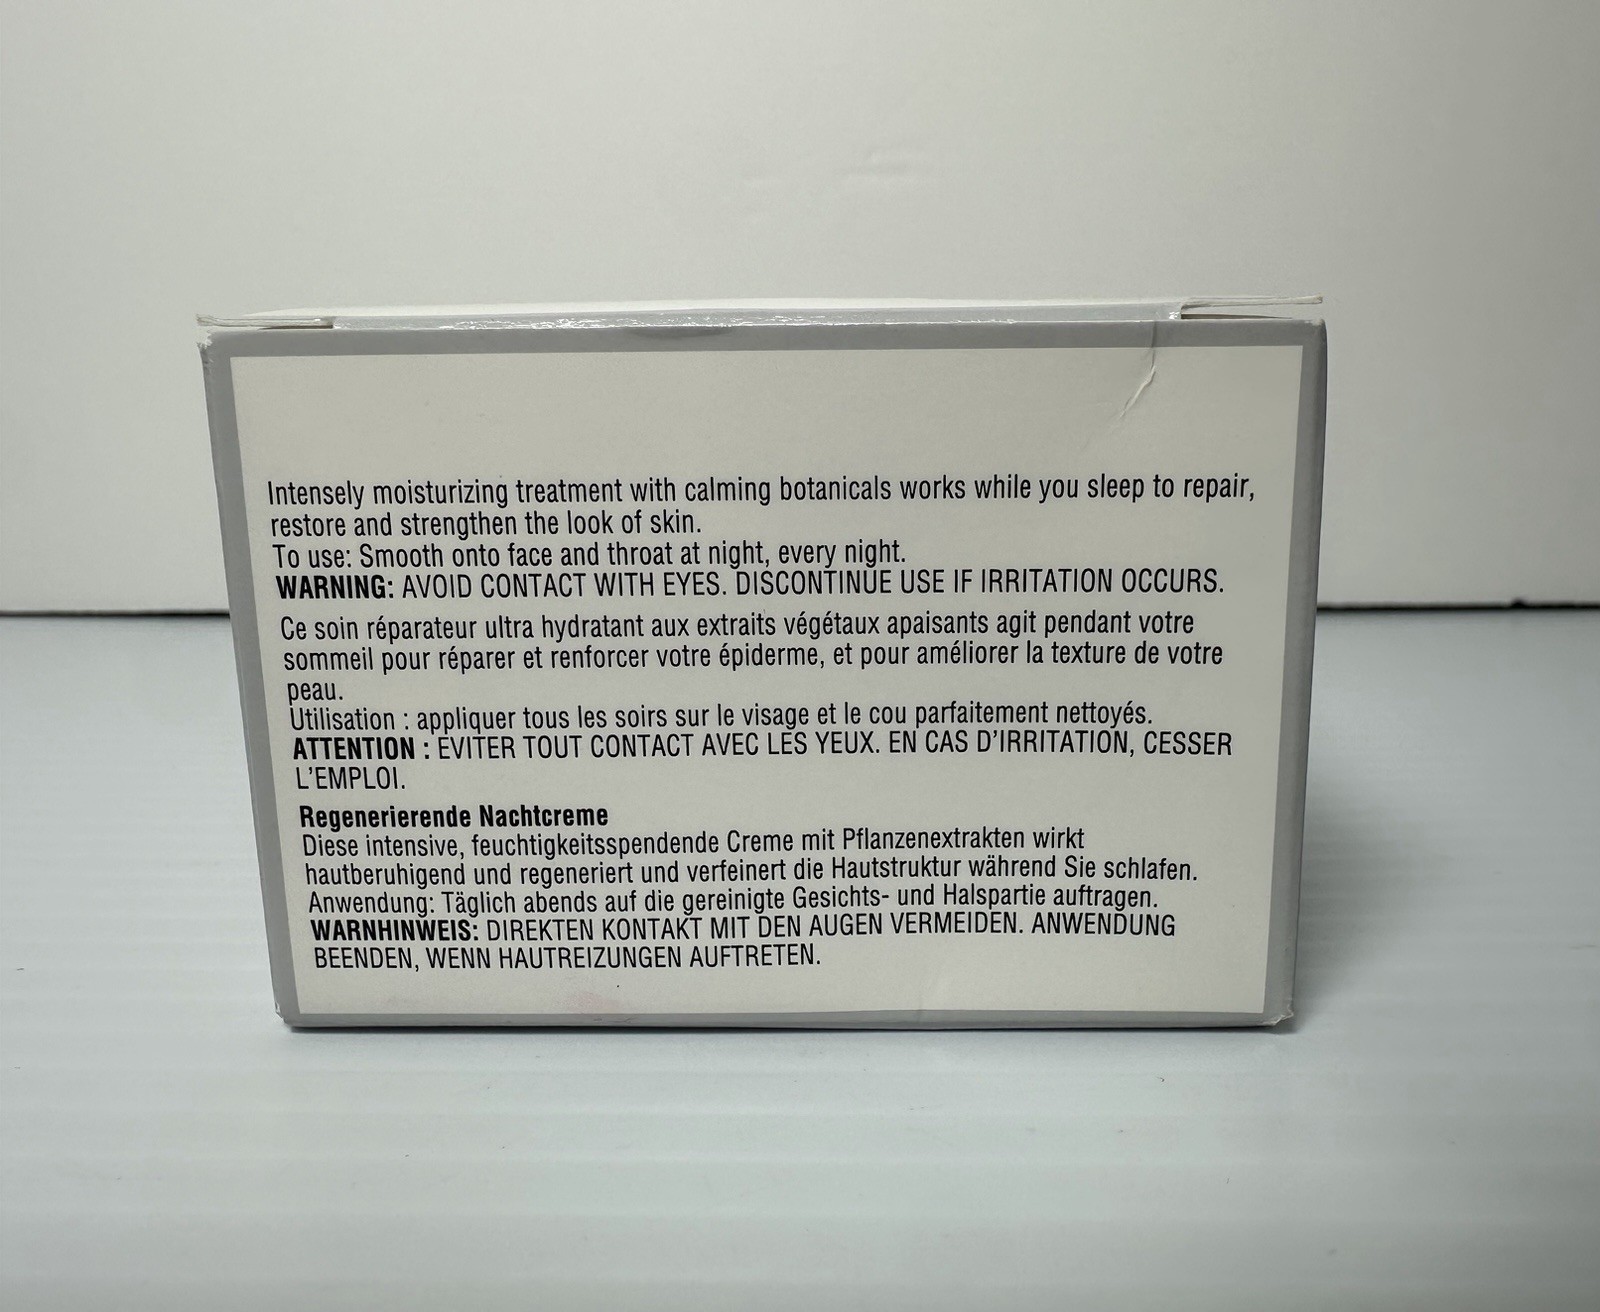 Intensely moisturizing treatment with calming botanicals works while you sleep to repair,
restore and strengthen the look of skin.
To use: Smooth onto face and throat at night, every night.
WARNING: AVOID CONTACT WITH EYES. DISCONTINUE USE IF IRRITATION OCCURS.
Ce soin réparateur ultra hydratant aux extraits végétaux apaisants agit pendant votre
sommeil pour réparer et renforcer votre épiderme, et pour améliorer la texture de votre
peau.
Utilisation : appliquer tous les soirs sur le visage et le cou parfaitement nettoyés.
ATTENTION : EVITER TOUT CONTACT AVEC LES YEUX. EN CAS D'IRRITATION, CESSER
L'EMPLOI.
Regenerierende Nachtcreme
Diese intensive, feuchtigkeitsspendende Creme mit Pflanzenextrakten wirkt
hautberuhigend und regeneriert und verfeinert die Hautstruktur während Sie schlafen.
Anwendung: Täglich abends auf die gereinigte Gesichts- und Halspartie auftragen.
WARNHINWEIS: DIREKTEN KONTAKT MIT DEN AUGEN VERMEIDEN. ANWENDUNG
BEENDEN, WENN HAUTREIZUNGEN AUFTRETEN.